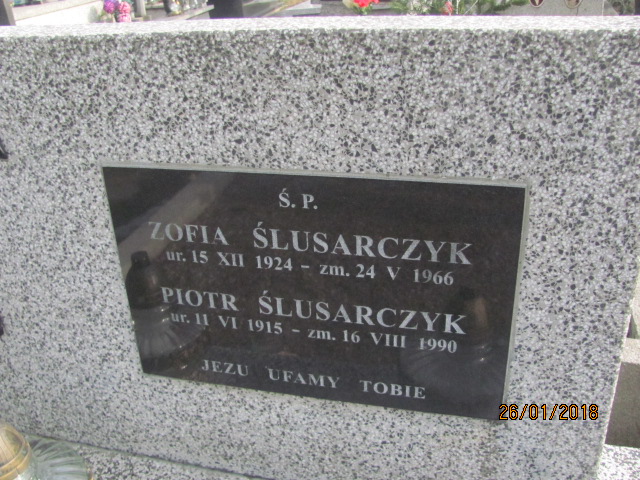 Ś. P.
ZOFIA ŚLUSARCZYK
ur. 15 XII 1924 - zm. 24 V 1966
PIOTR ŚLUSARCZYK
ur. 11 VI 1915 - zm. 16 VIII 1990
JEZU UFAMY TOBIE
26/01/2018